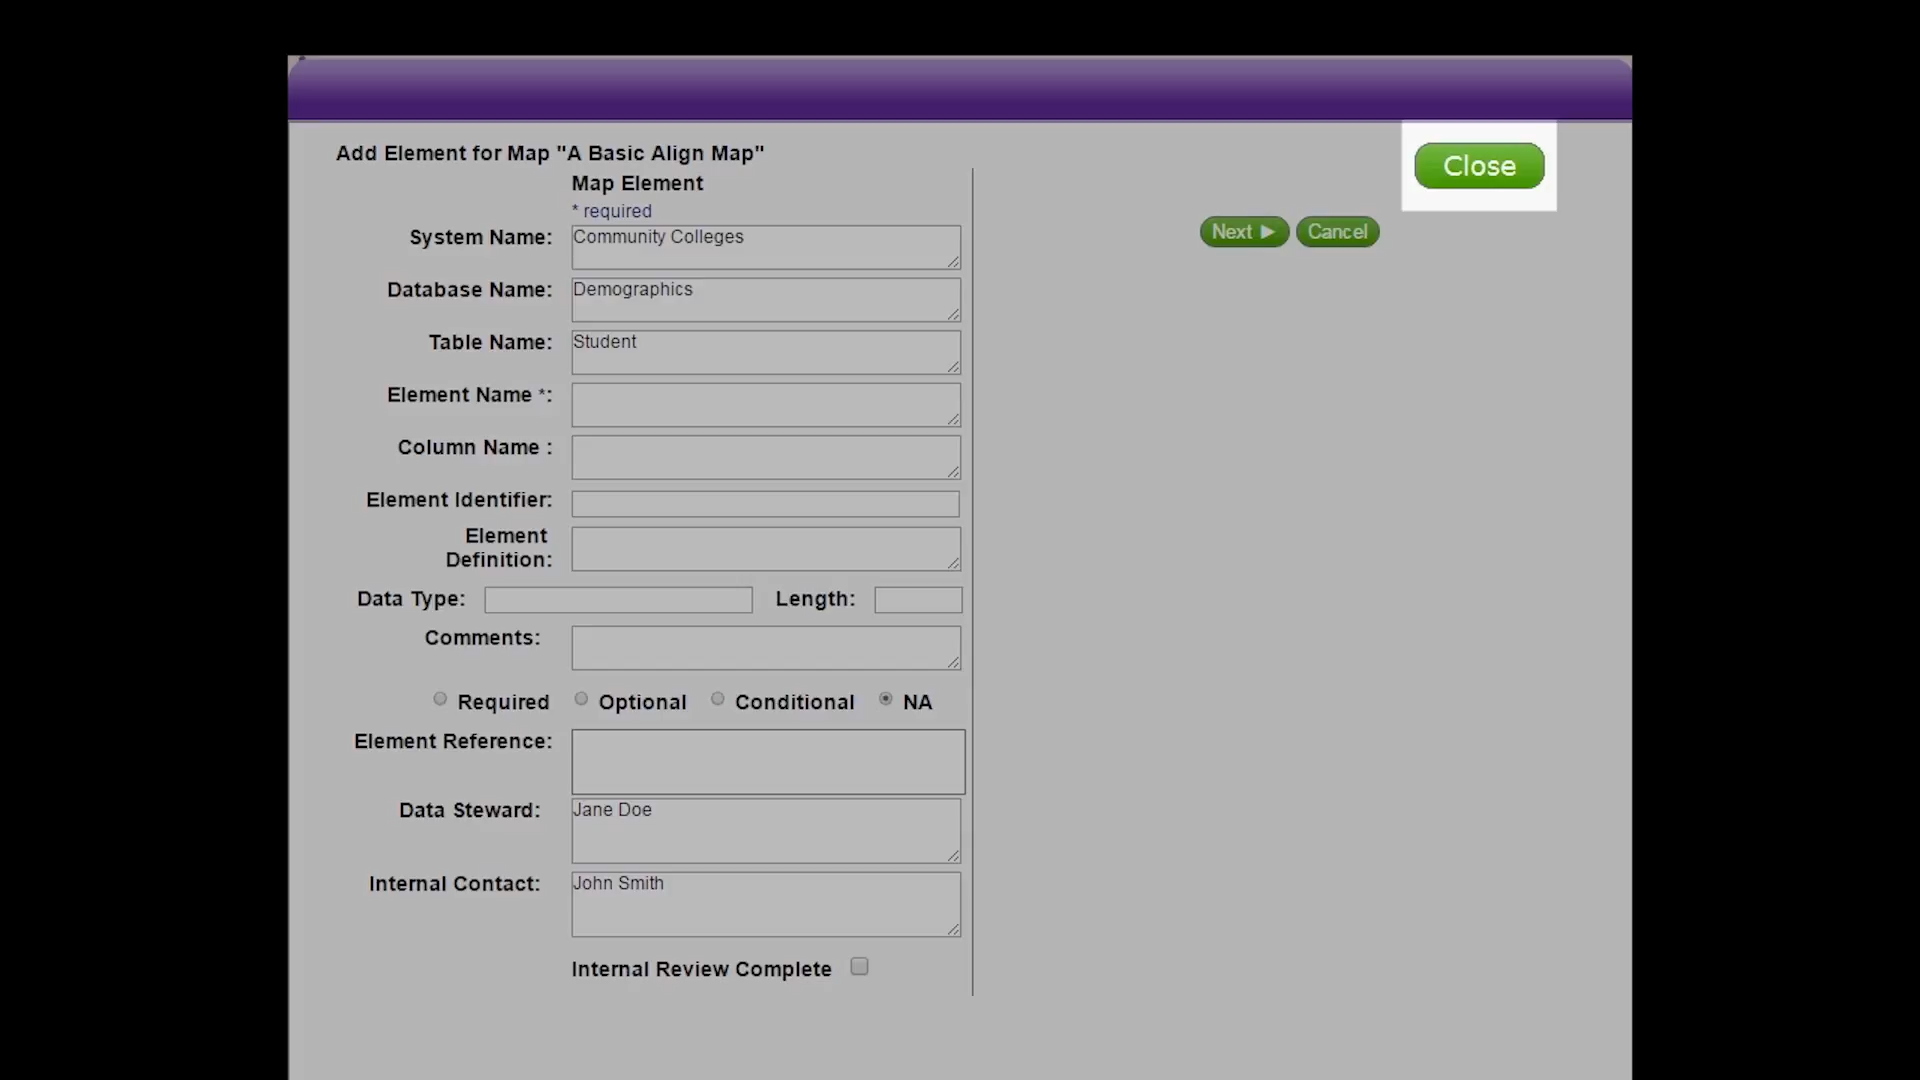 Add Element for Map "A Basic Align Map"
Close
Map Element
* required
System Name: Community Colleges
Next ► Cancel
Database Name: Demographics
Table Name: Student
Element Name *:
Column Name :
Element Identifier:
Element
Definition:
Data Type: Length:
Comments:
Required Optional Conditional NA
Element Reference:
Data Steward: Jane Doe
Internal Contact: John Smith
Internal Review Complete